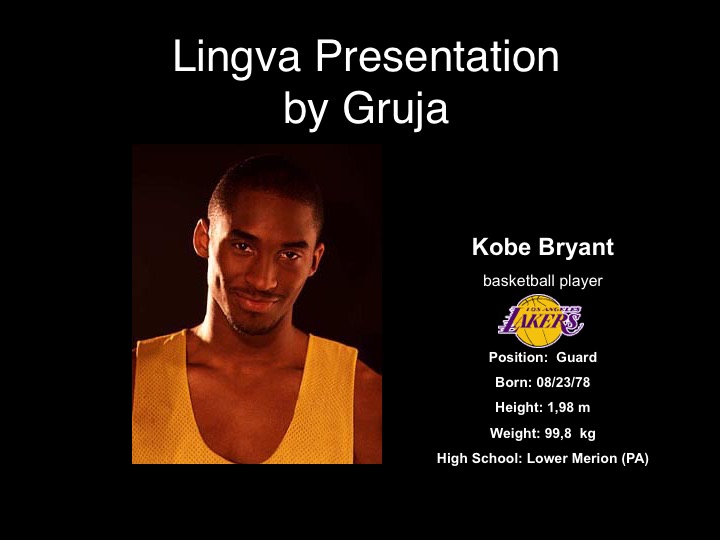 Lingva Presentation
by Gruja
Kobe Bryant
basketball player
LOS ANGELES
LAKERS
Position:  Guard
Born: 08/23/78
Height: 1,98 m
Weight: 99,8  kg
High School: Lower Merion (PA)